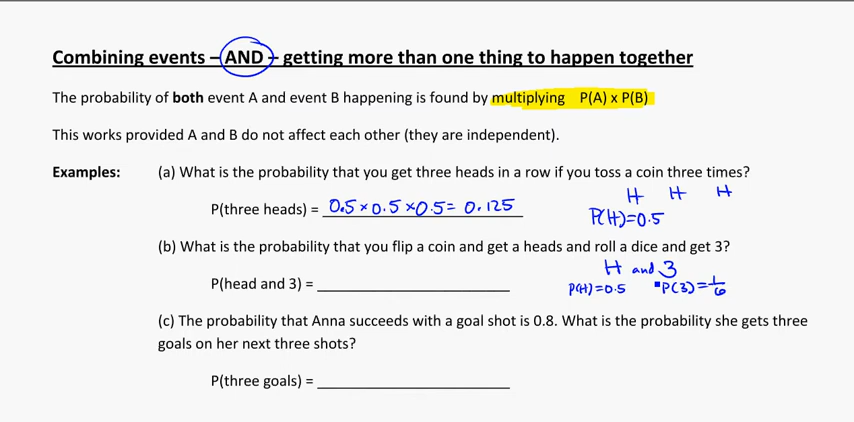 Combining events – AND – getting more than one thing to happen together
The probability of both event A and event B happening is found by multiplying P(A) x P(B)
This works provided A and B do not affect each other (they are independent).
Examples: (a) What is the probability that you get three heads in a row if you toss a coin three times?
H H H
P(three heads) = 0.5 × 0.5 × 0.5 = 0.125
P(H)=0.5
(b) What is the probability that you flip a coin and get a heads and roll a dice and get 3?
H and 3
P(head and 3) = ____________________
P(H)=0.5 P(3)=1/6
(c) The probability that Anna succeeds with a goal shot is 0.8. What is the probability she gets three
goals on her next three shots?
P(three goals) = ____________________